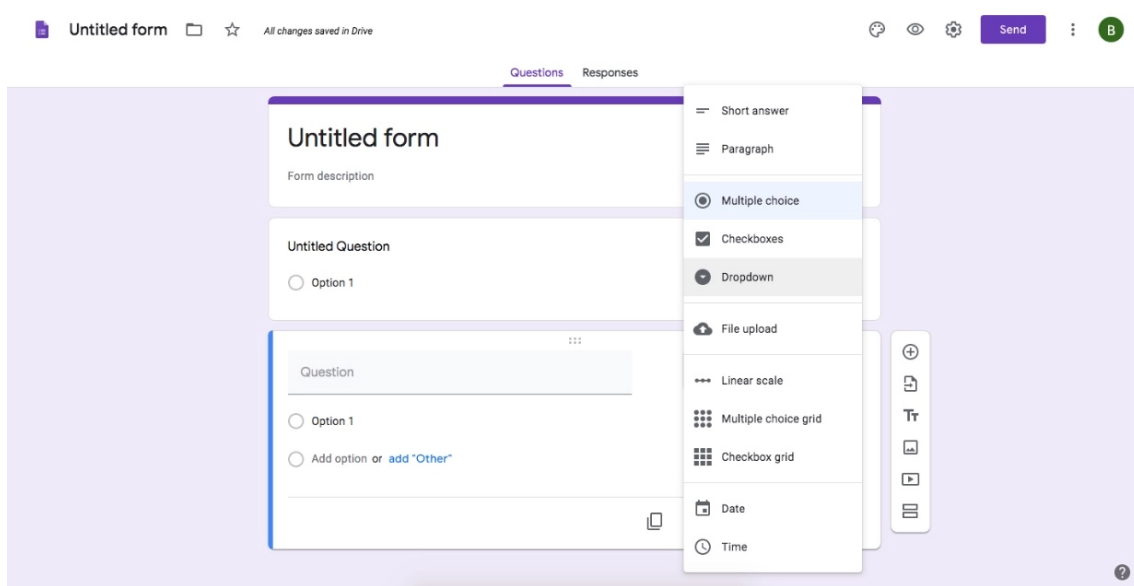 Untitled form
All changes saved in Drive
Send
B
Questions
Responses
Untitled form
Form description
Untitled Question
Option 1
Question
Option 1
Add option or add "Other"
Short answer
Paragraph
Multiple choice
Checkboxes
Dropdown
File upload
Linear scale
Multiple choice grid
Checkbox grid
Date
Time
Tт
?